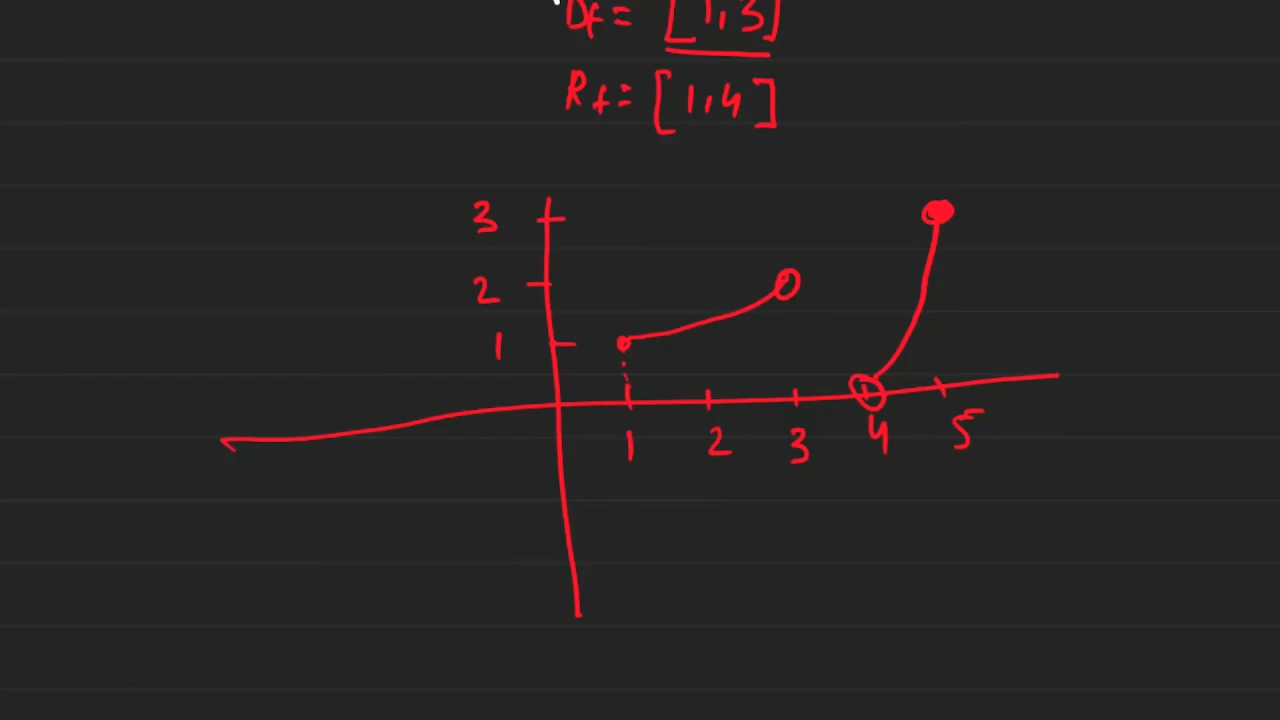 Df = [1,3]
Rf = [1,4]
3
2
1
1 2 3 4 5